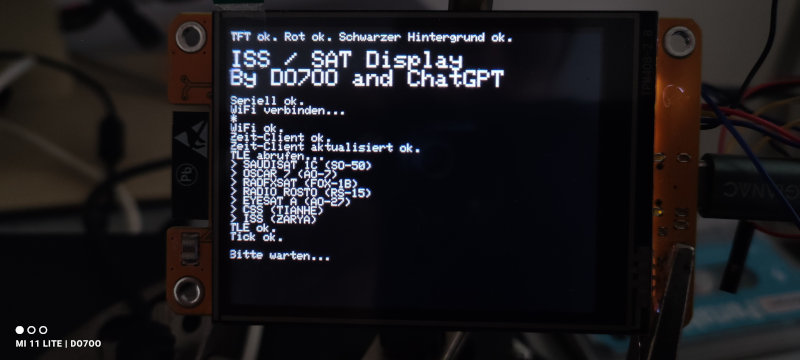 TFT ok. Rot ok. Schwarzer Hintergrund ok.
ISS / SAT Display
By DO7OO and ChatGPT
Seriell ok.
WiFi verbinden...
*
WiFi ok.
Zeit-Client ok.
Zeit-Client aktualisiert ok.
TLE abrufen...
> SAUDISAT 1C (SO-50)
> OSCAR 7 (AO-7)
> RADFXSAT (FOX-1B)
> RADIO ROSTO (RS-15)
> EYESAT A (AO-27)
> CSS (TIANHE)
> ISS (ZARYA)
TLE ok.
Tick ok.
Bitte warten...
Pb
MI 11 LITE | DO7OO